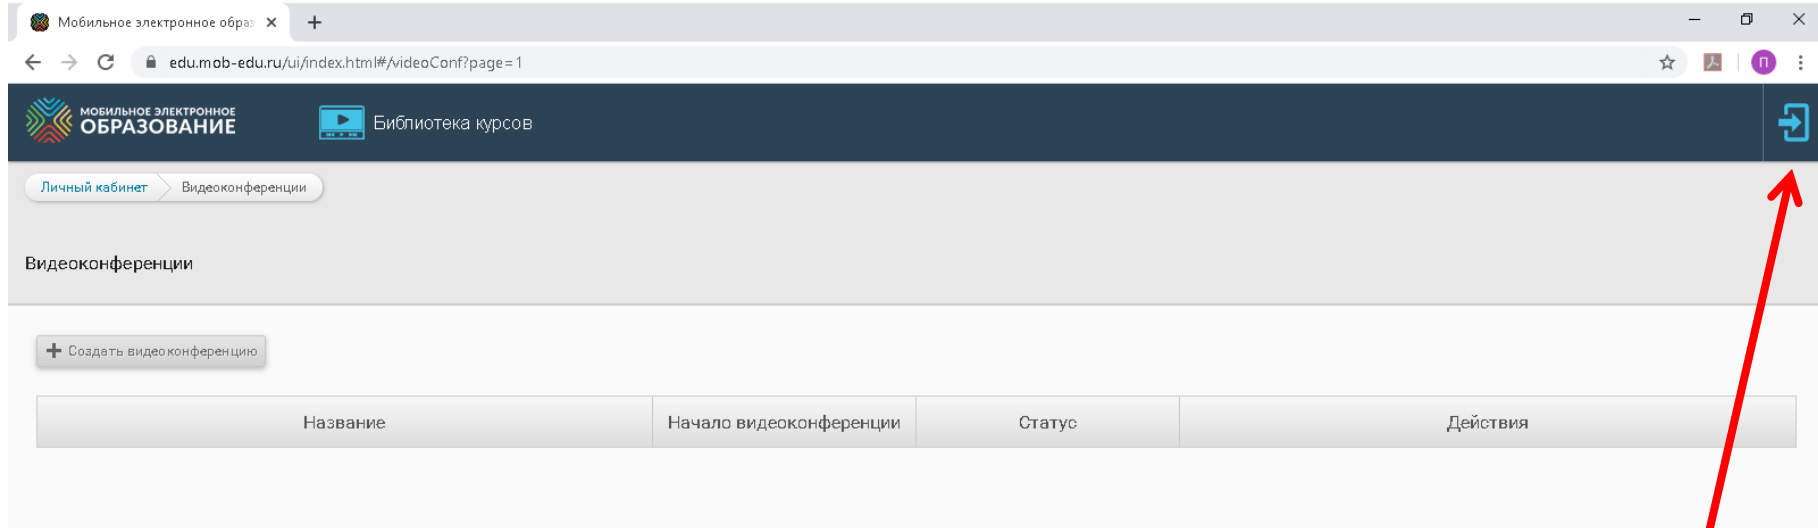 Мобильное электронное образ
edu.mob-edu.ru/ui/index.html#/videoConf?page=1
П
МОБИЛЬНОЕ ЭЛЕКТРОННОЕ
ОБРАЗОВАНИЕ
Библиотека курсов
Личный кабинет
Видеоконференции
Видеоконференции
Создать видеоконференцию
Название
Начало видеоконференции
Статус
Действия